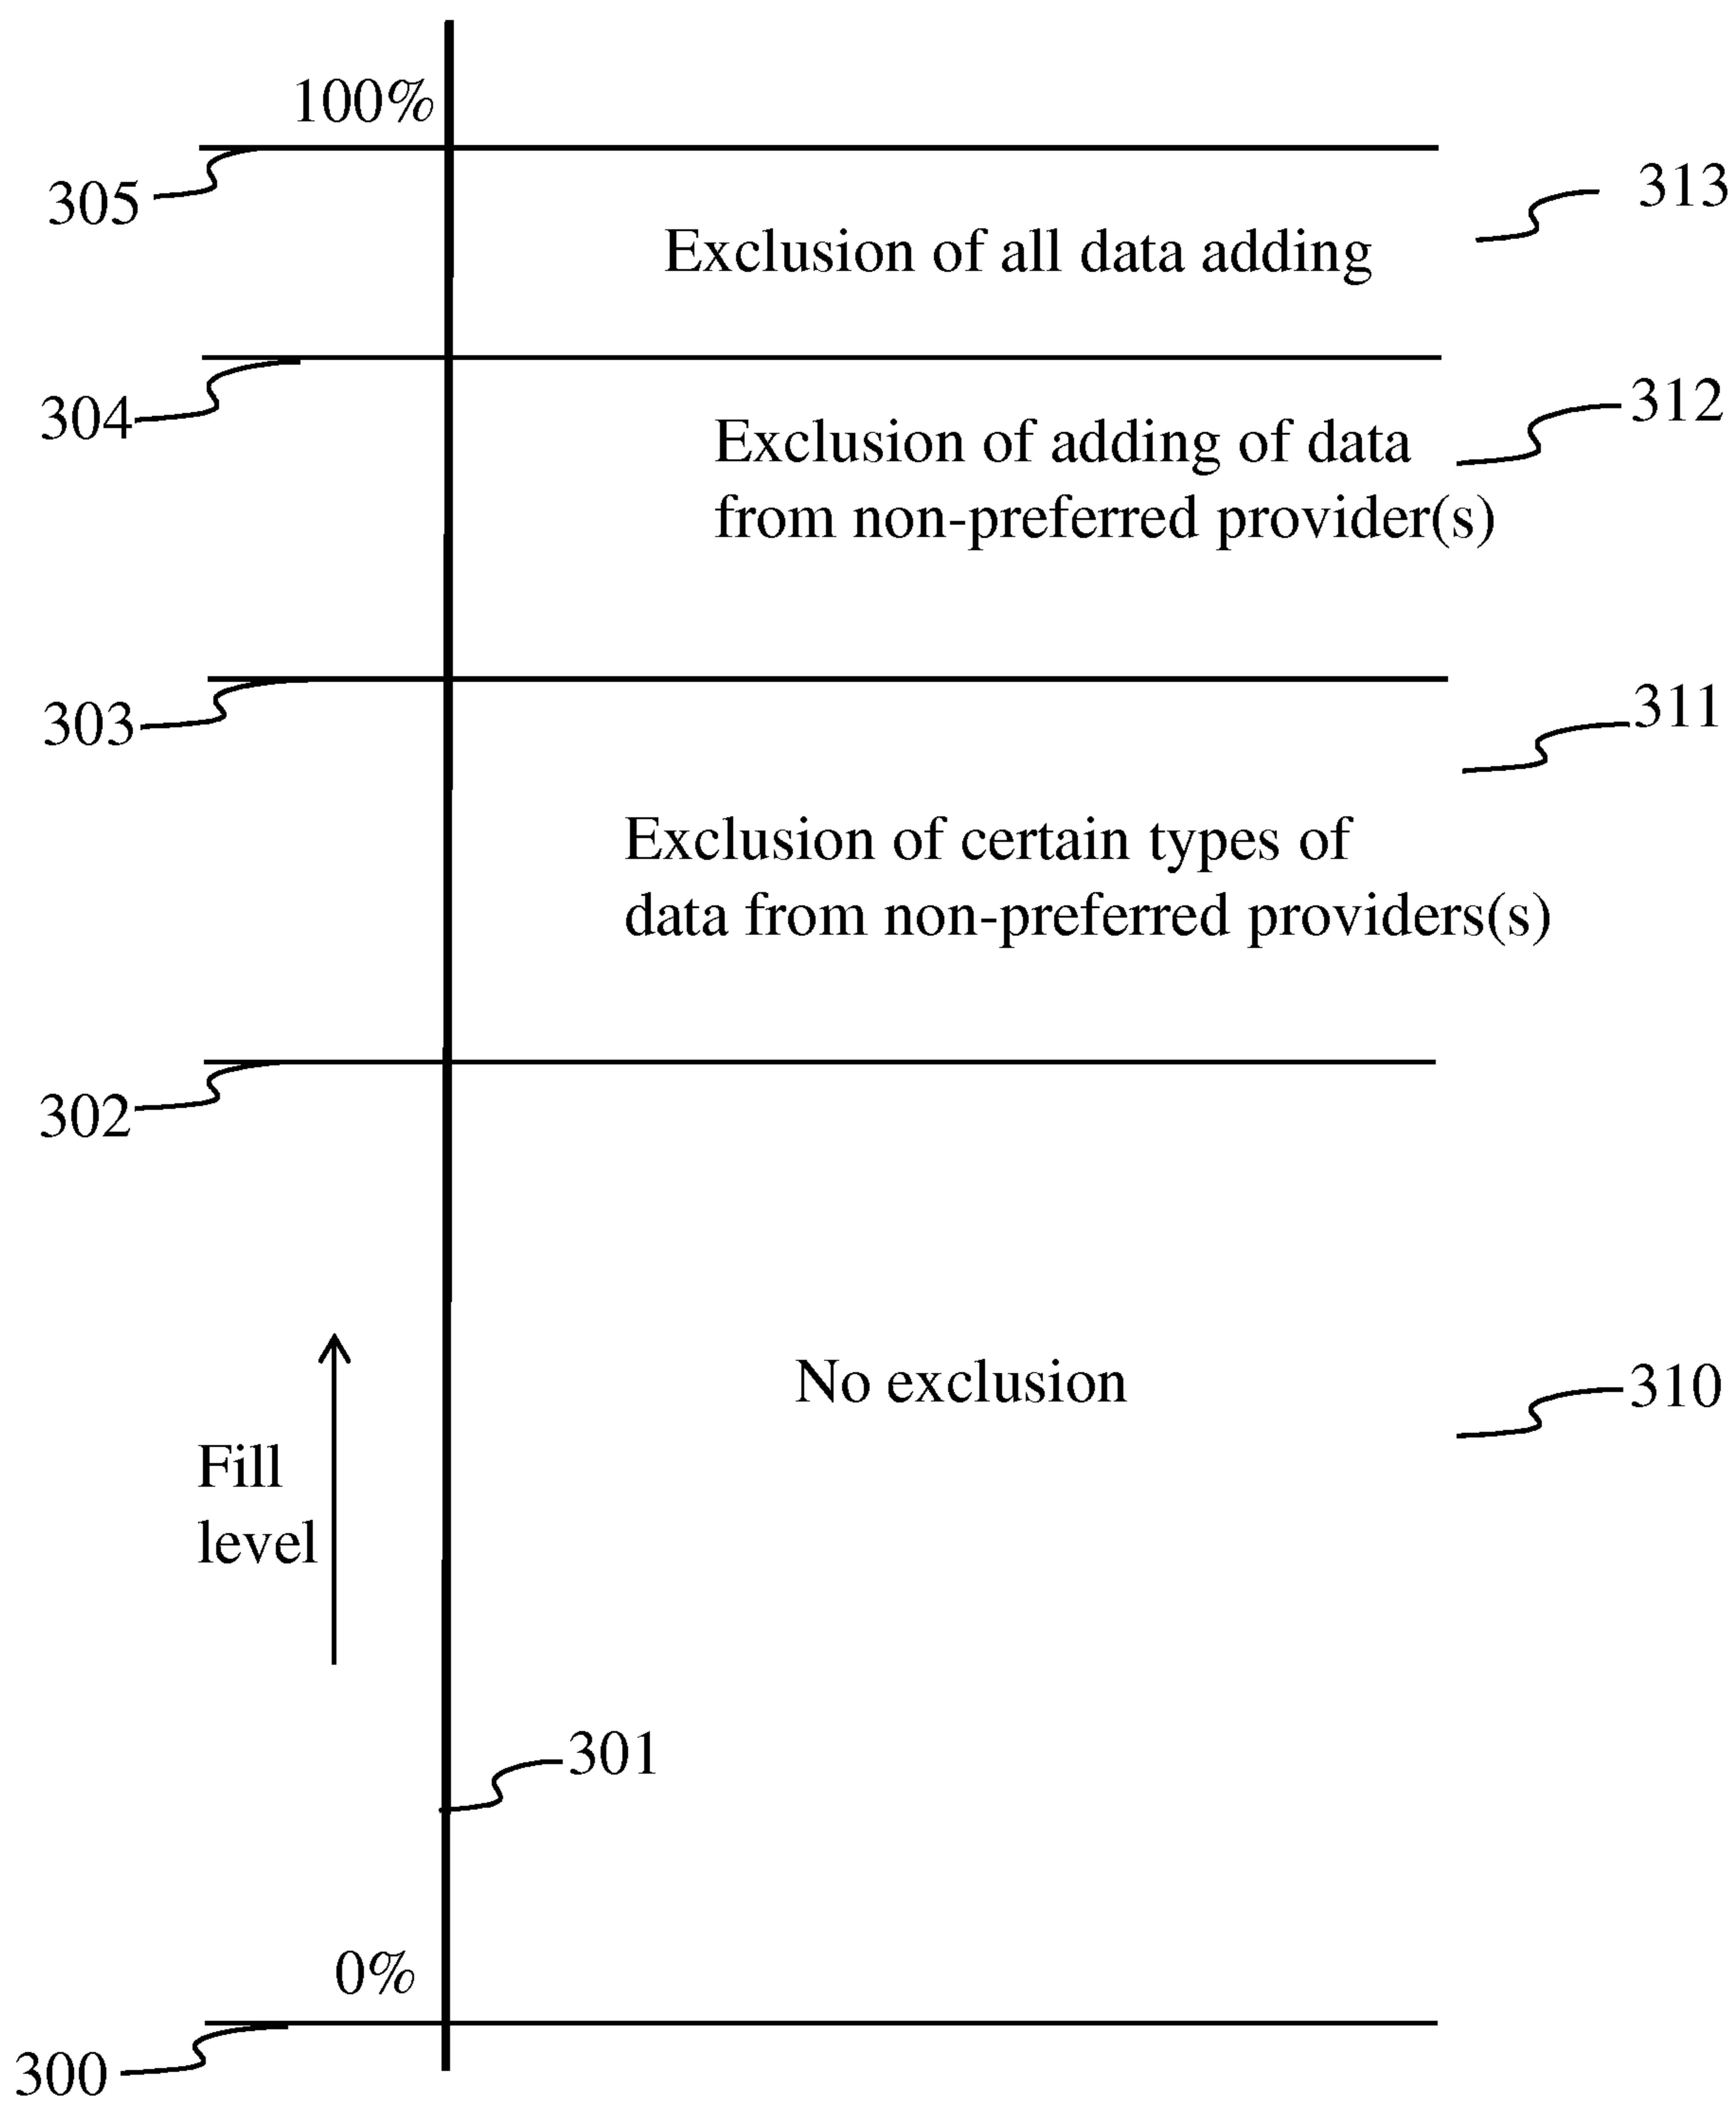 100%
305
313
Exclusion of all data adding
304
312
Exclusion of adding of data
from non-preferred provider(s)
303
311
Exclusion of certain types of
data from non-preferred providers(s)
302
No exclusion
310
Fill
level
301
0%
300